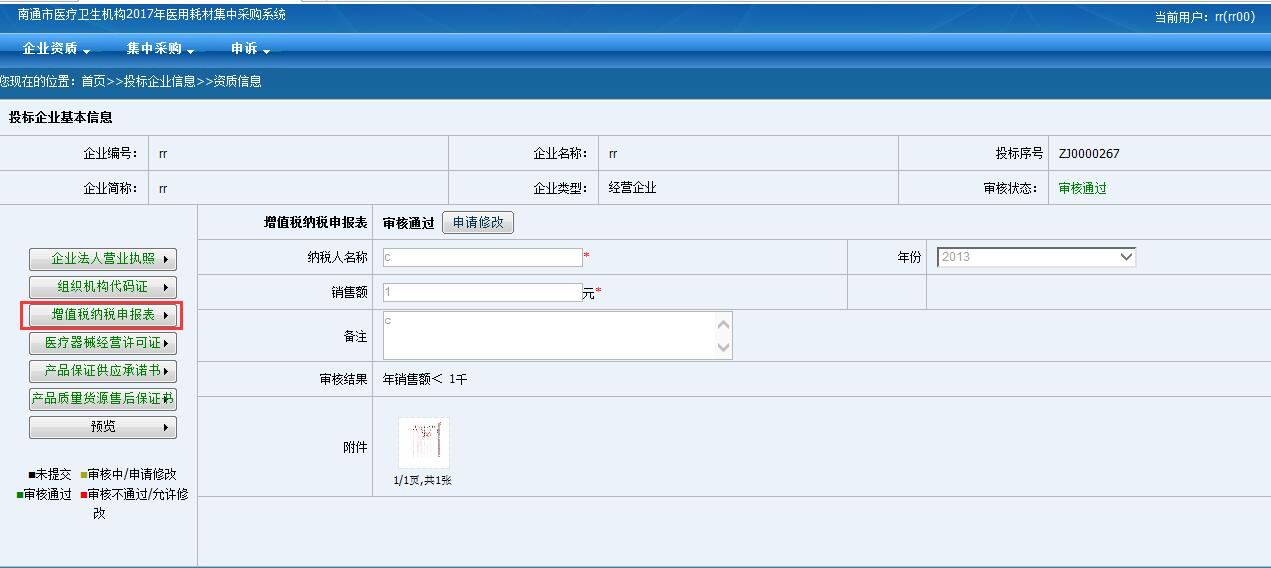 南通市医疗卫生机构2017年医用耗材集中采购系统
当前用户：rr(rr00)
企业资质 集中采购 申诉
您现在的位置：首页>>投标企业信息>>资质信息
投标企业基本信息
企业编号： rr 企业名称： rr 投标序号 ZJ0000267
企业简称： rr 企业类型： 经营企业 审核状态： 审核通过
增值税纳税申报表 审核通过 申请修改
纳税人名称 c * 年份 2013
销售额 1 元*
备注 c
审核结果 年销售额＜ 1千
附件
1/1页,共1张
企业法人营业执照
组织机构代码证
增值税纳税申报表
医疗器械经营许可证
产品保证供应承诺书
产品质量货源售后保证书
预览
■未提交 ■审核中/申请修改
■审核通过 ■审核不通过/允许修
改